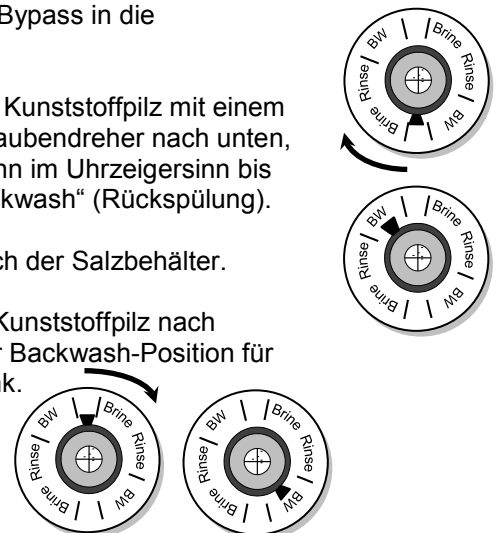 Bypass in die
Kunststoffpilz mit einem
aubendreher nach unten,
nn im Uhrzeigersinn bis
kwash“ (Rückspülung).
ch der Salzbehälter.
Kunststoffpilz nach
r Backwash-Position für
nk.
BW | | Brine Rinse | BW | | Brine Rinse |
BW | | Brine Rinse | BW | | Brine Rinse |
BW | | Brine Rinse | BW | | Brine Rinse |
BW | | Brine Rinse | BW | | Brine Rinse |